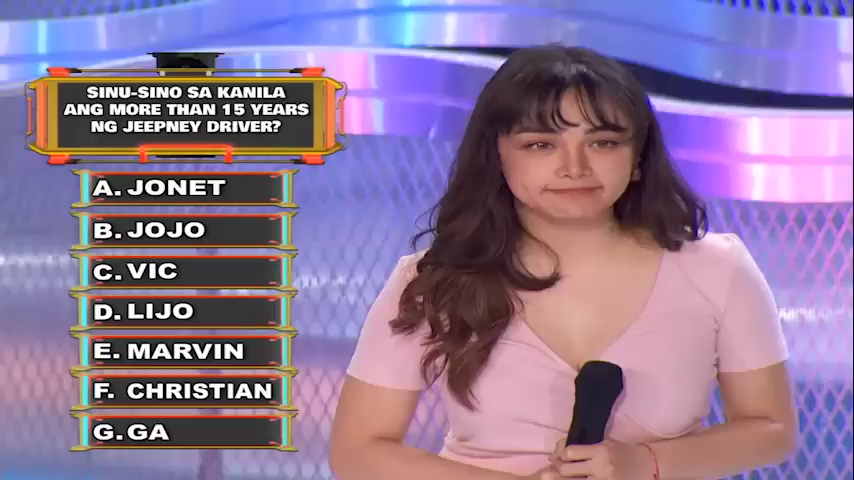 SINU-SINO SA KANILA
ANG MORE THAN 15 YEARS
NG JEEPNEY DRIVER?
A. JONET
B. JOJO
C. VIC
D. LIJO
E. MARVIN
F. CHRISTIAN
G. GA